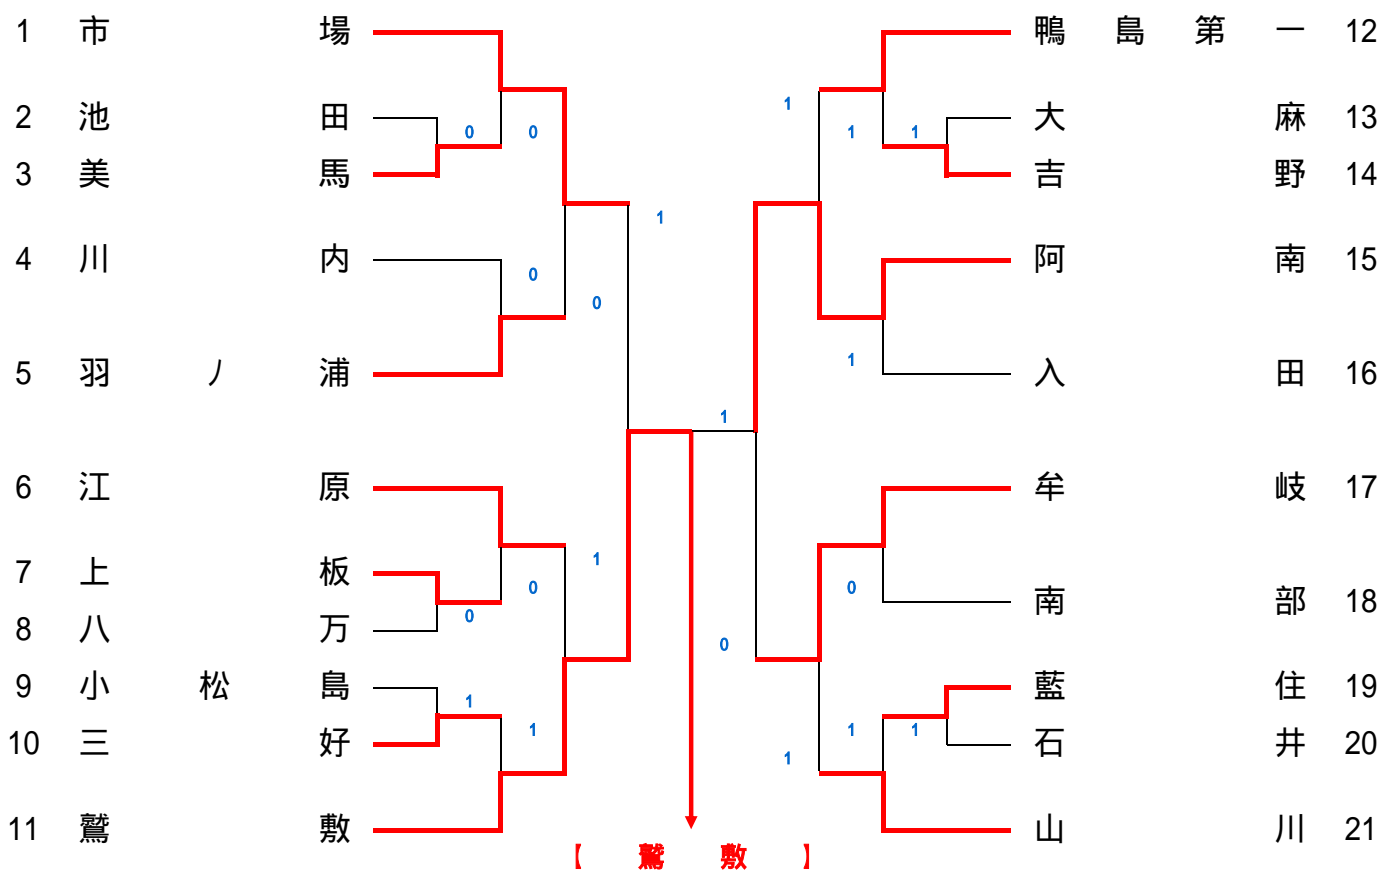 1 市場 鴨島第一 12
1
2 池田 0 0 1 1 大麻 13
3 美馬 吉野 14
1
4 川内 0 阿南 15
0
5 羽ノ浦 1 入田 16
1
6 江原 牟岐 17
1
7 上板 0 0 南部 18
8 八万 0
0
9 小松島 1 藍住 19
10 三好 1 1 1 石井 20
1
11 鷲敷 山川 21
【 鷲敷 】